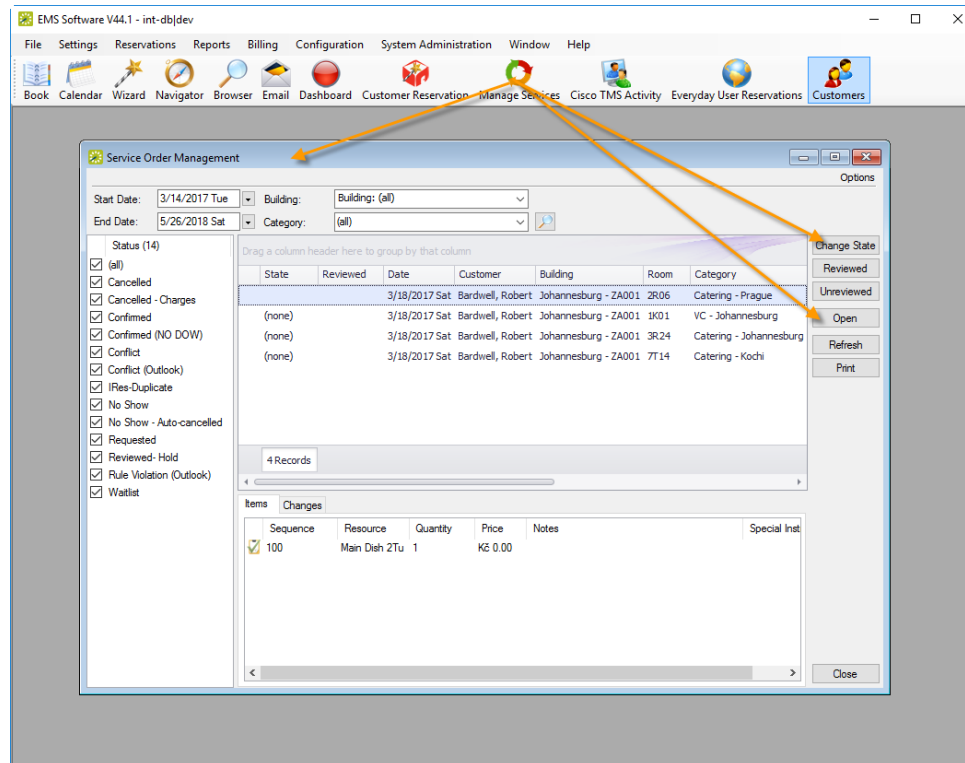 EMS Software V44.1 - int-db|dev
File Settings Reservations Reports Billing Configuration System Administration Window Help
Book Calendar Wizard Navigator Browser Email Dashboard Customer Reservation Manage Services Cisco TMS Activity Everyday User Reservations Customers
Service Order Management
Options
Start Date: 3/14/2017 Tue Building: Building: (all)
End Date: 5/26/2018 Sat Category: (all)
Status (14)
(all)
Cancelled
Cancelled - Charges
Confirmed
Confirmed (NO DOW)
Conflict
Conflict (Outlook)
IRes-Duplicate
No Show
No Show - Auto-cancelled
Requested
Reviewed- Hold
Rule Violation (Outlook)
Waitlist
Drag a column header here to group by that column
State Reviewed Date Customer Building Room Category
3/18/2017 Sat Bardwell, Robert Johannesburg - ZA001 2R06 Catering - Prague
(none) 3/18/2017 Sat Bardwell, Robert Johannesburg - ZA001 1K01 VC - Johannesburg
(none) 3/18/2017 Sat Bardwell, Robert Johannesburg - ZA001 3R24 Catering - Johannesburg
(none) 3/18/2017 Sat Bardwell, Robert Johannesburg - ZA001 7T14 Catering - Kochi
4 Records
Change State
Reviewed
Unreviewed
Open
Refresh
Print
Items Changes
Sequence Resource Quantity Price Notes Special Inst
100 Main Dish 2Tu 1 Kč 0.00
Close